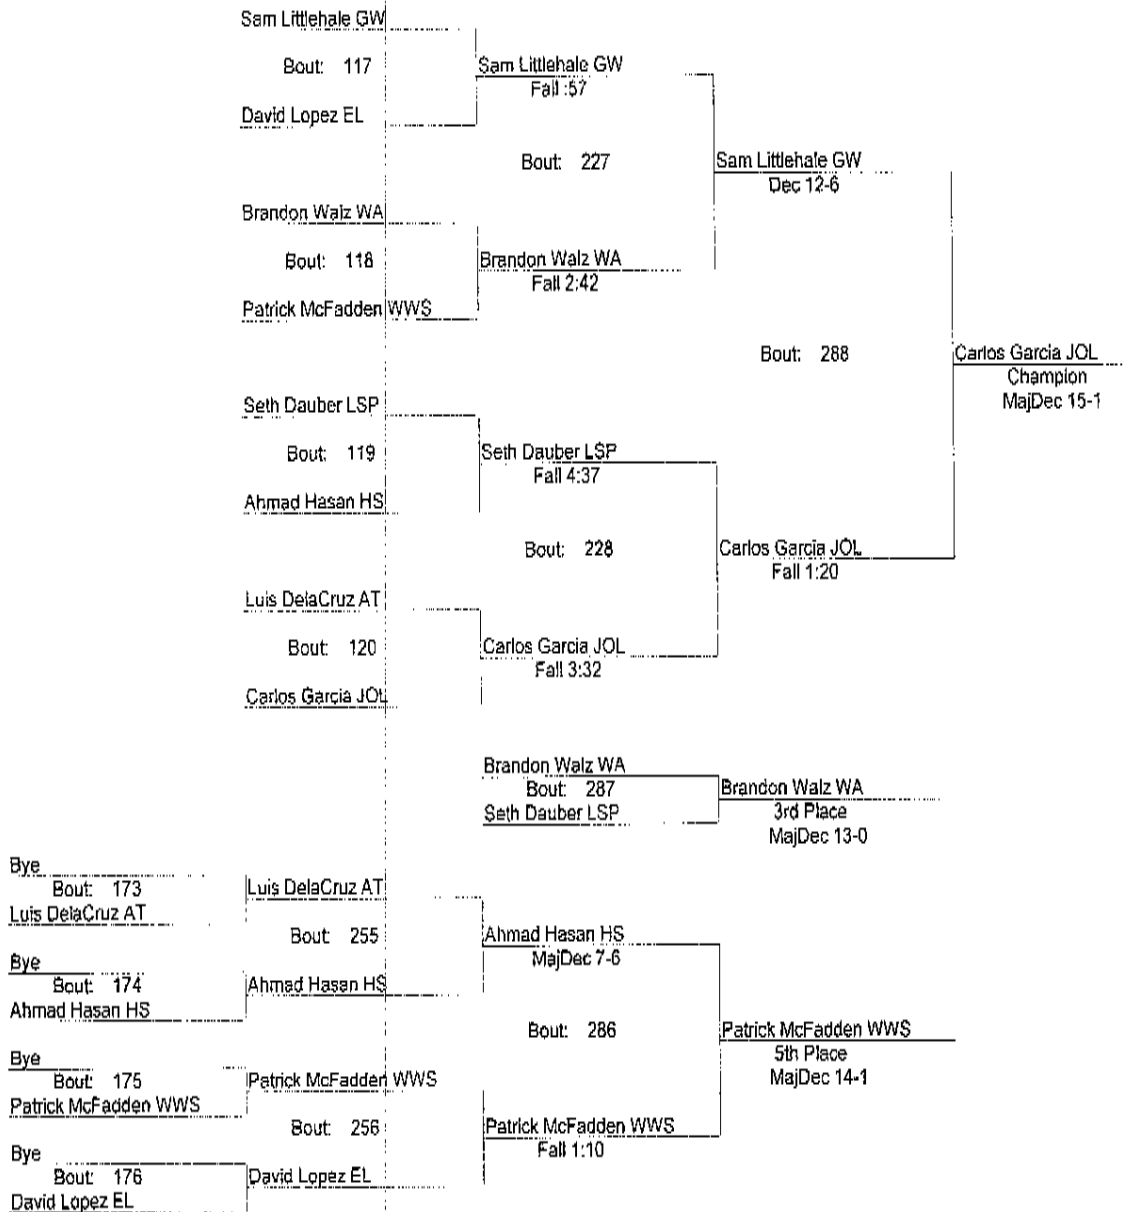 Sam Littlehale GW
Bout: 117
Sam Littlehale GW
Fall :57
David Lopez EL
Bout: 227
Sam Littlehale GW
Dec 12-6
Brandon Walz WA
Bout: 118
Brandon Walz WA
Fall 2:42
Patrick McFadden WWS
Bout: 288
Carlos Garcia JOL
Champion
MajDec 15-1
Seth Dauber LSP
Bout: 119
Seth Dauber LSP
Fall 4:37
Ahmad Hasan HS
Bout: 228
Carlos Garcia JOL
Fall 1:20
Luis DelaCruz AT
Bout: 120
Carlos Garcia JOL
Fall 3:32
Carlos Garcia JOL
Brandon Walz WA
Bout: 287
Brandon Walz WA
Seth Dauber LSP
3rd Place
MajDec 13-0
Bye
Bout: 173
Luis DelaCruz AT
Luis DelaCruz AT
Bout: 255
Ahmad Hasan HS
MajDec 7-6
Bye
Bout: 174
Ahmad Hasan HS
Ahmad Hasan HS
Bout: 286
Patrick McFadden WWS
5th Place
MajDec 14-1
Bye
Bout: 175
Patrick McFadden WWS
Patrick McFadden WWS
Bout: 256
Patrick McFadden WWS
Fall 1:10
Bye
Bout: 176
David Lopez EL
David Lopez EL